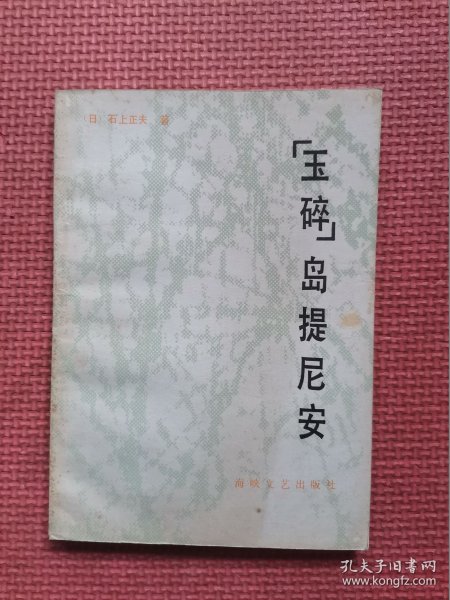 （日）石上正夫 著
「玉碎」岛提尼安
海峡文艺出版社
孔夫子旧书网
www.kongfz.com